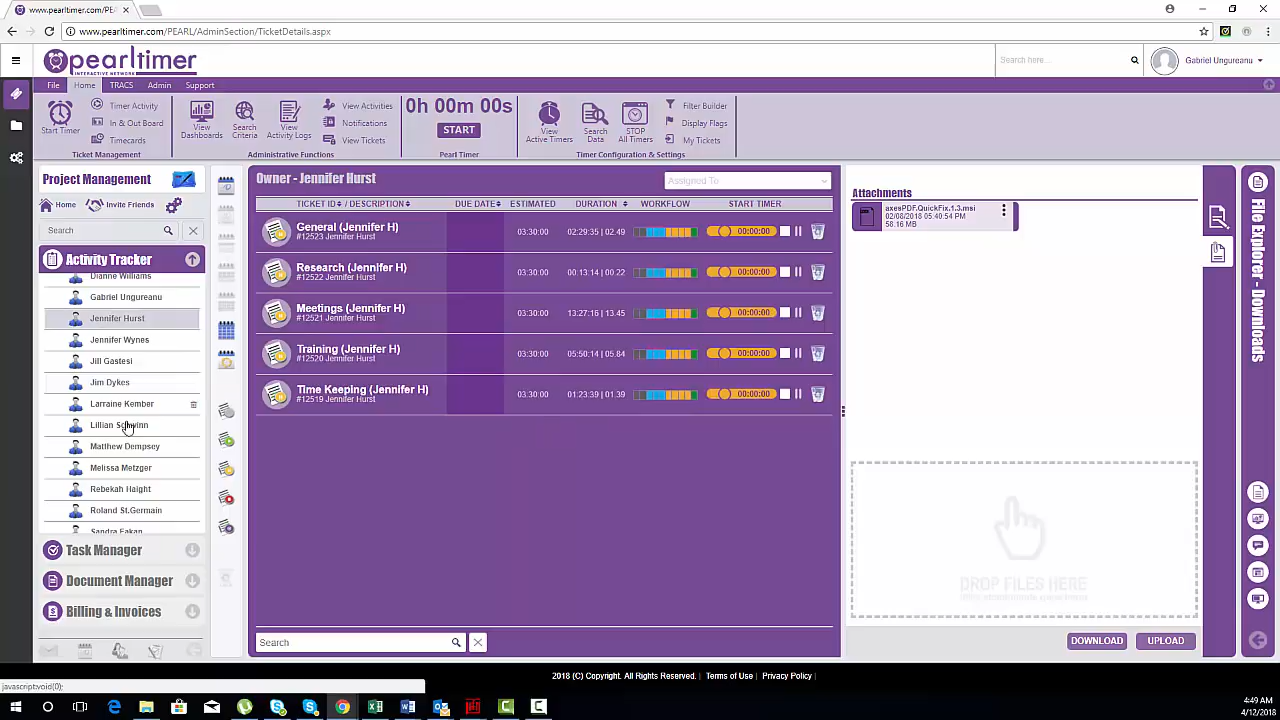 www.pearltimer.com/PE
www.pearltimer.com/PEARL/AdminSection/TicketDetails.aspx
pearltimer
INTERACTIVE NETWORK
Search here...
Gabriel Ungureanu
File Home TRACS Admin Support
Start Timer
Timer Activity
In & Out Board
Timecards
Ticket Management
View Dashboards
Search Criteria
View Activity Logs
View Activities
Notifications
View Tickets
Administrative Functions
0h 00m 00s
START
Pearl Timer
View Active Timers
Search Data
STOP All Timers
Filter Builder
Display Flags
My Tickets
Timer Configuration & Settings
Project Management
Home Invite Friends
Search
Activity Tracker
Dianne Williams
Gabriel Ungureanu
Jennifer Hurst
Jennifer Wynes
Jill Gastesi
Jim Dykes
Larraine Kember
Lillian
Matthew Dempsey
Melissa Metzger
Rebekah Haight
Roland St.Germain
Sandra Eakan
Task Manager
Document Manager
Billing & Invoices
Owner - Jennifer Hurst
Assigned To
TICKET ID / DESCRIPTION DUE DATE ESTIMATED DURATION WORKFLOW START TIMER
General (Jennifer H)
#12523 Jennifer Hurst
03:30:00 02:29:35 | 02.49 00:00:00
Research (Jennifer H)
#12522 Jennifer Hurst
03:30:00 00:13:14 | 00.22 00:00:00
Meetings (Jennifer H)
#12521 Jennifer Hurst
03:30:00 13:27:16 | 13.45 00:00:00
Training (Jennifer H)
#12520 Jennifer Hurst
03:30:00 05:50:14 | 05.84 00:00:00
Time Keeping (Jennifer H)
#12519 Jennifer Hurst
03:30:00 01:23:39 | 01.39 00:00:00
Search
Attachments
axesPDF.QuickFix.1.3.msi
02/08/2018 05:40:54 PM
58.16 MB
DROP FILES HERE
DOWNLOAD UPLOAD
File Explorer - Downloads
2018 (C) Copyright. All Rights Reserved. | Terms of Use | Privacy Policy |
javascript:void(0);
4:49 AM
4/12/2018